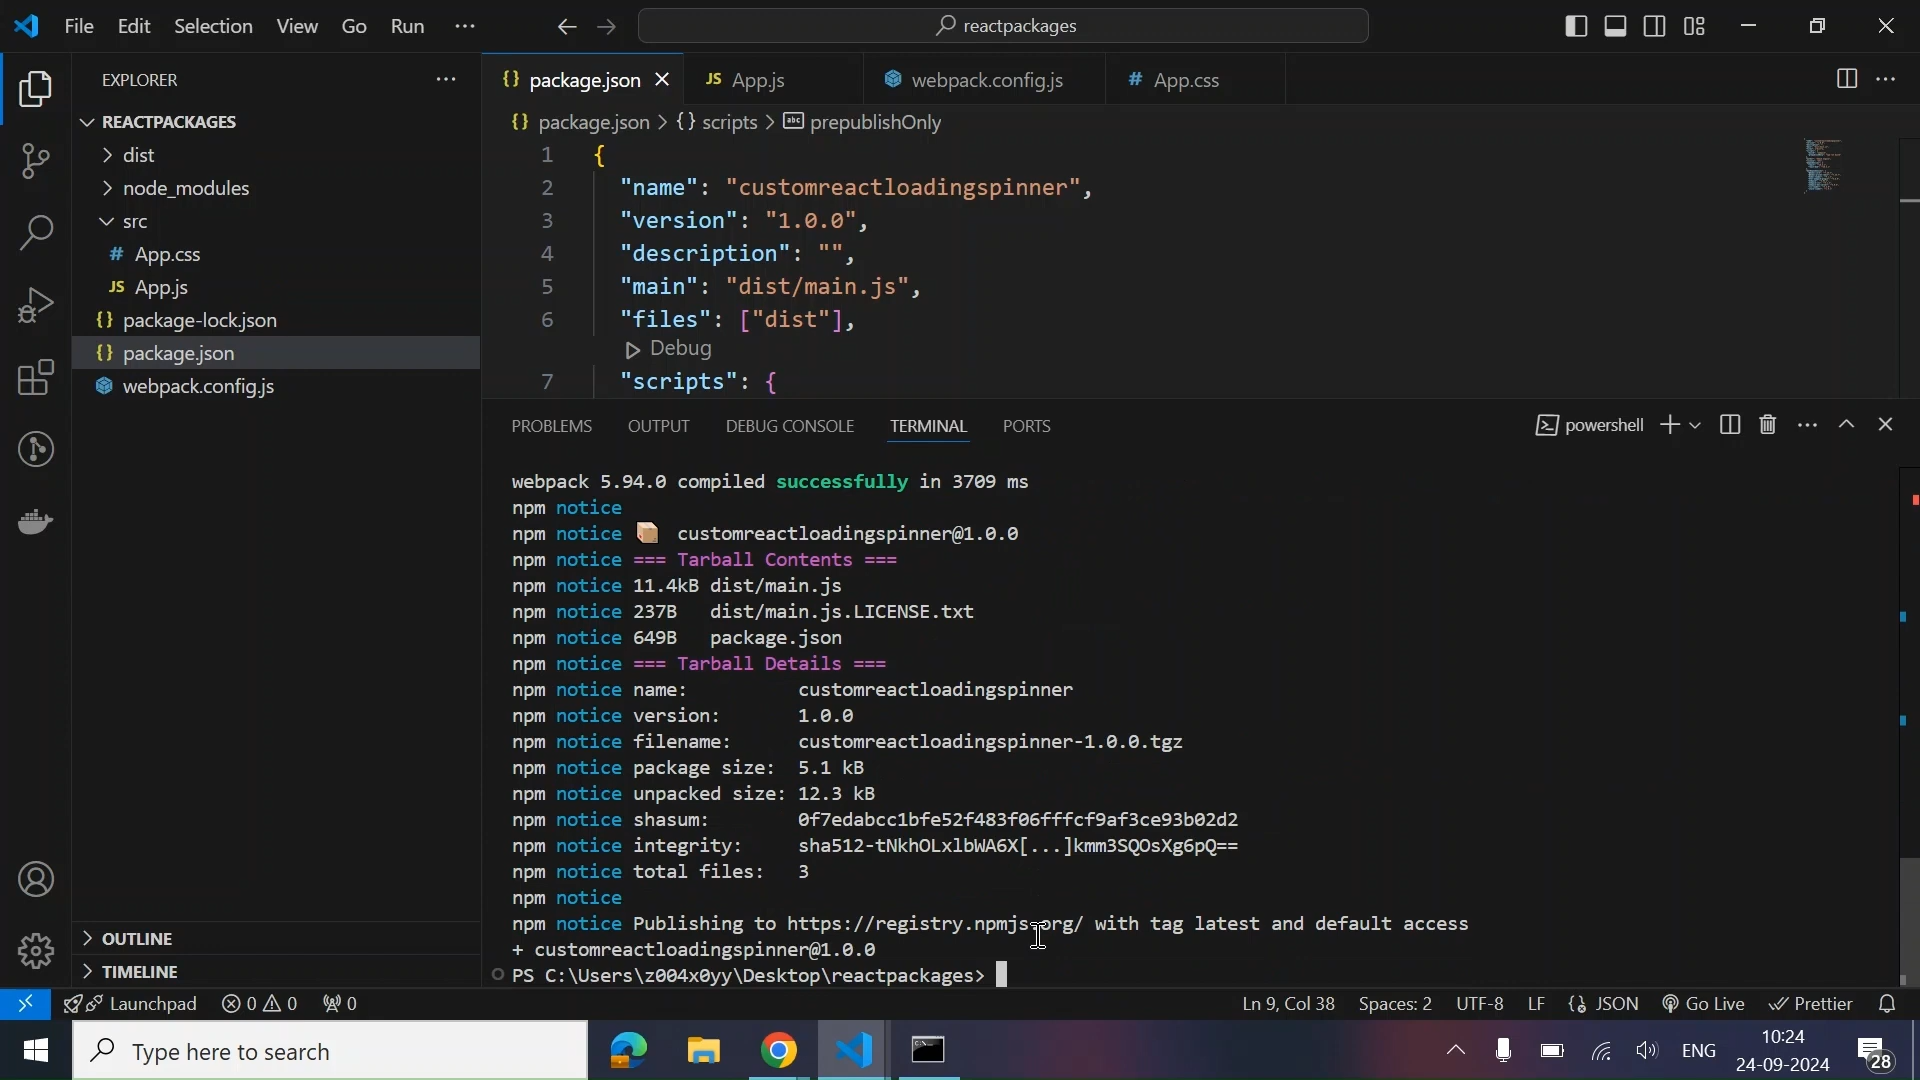 File Edit Selection View Go Run ···
reactpackages
EXPLORER ···
REACTPACKAGES
dist
node_modules
src
# App.css
JS App.js
{} package-lock.json
{} package.json
webpack.config.js
OUTLINE
TIMELINE
{} package.json
JS App.js
webpack.config.js
# App.css
{} package.json > {} scripts > abc prepublishOnly
1 {
2 "name": "customreactloadingspinner",
3 "version": "1.0.0",
4 "description": "",
5 "main": "dist/main.js",
6 "files": ["dist"],
Debug
7 "scripts": {
PROBLEMS OUTPUT DEBUG CONSOLE TERMINAL PORTS
powershell
webpack 5.94.0 compiled successfully in 3709 ms
npm notice
npm notice 📦 customreactloadingspinner@1.0.0
npm notice === Tarball Contents ===
npm notice 11.4kB dist/main.js
npm notice 237B dist/main.js.LICENSE.txt
npm notice 649B package.json
npm notice === Tarball Details ===
npm notice name: customreactloadingspinner
npm notice version: 1.0.0
npm notice filename: customreactloadingspinner-1.0.0.tgz
npm notice package size: 5.1 kB
npm notice unpacked size: 12.3 kB
npm notice shasum: 0f7edabcc1bfe52f483f06fffcf9af3ce93b02d2
npm notice integrity: sha512-tNkhOLxlbWA6X[...]kmm3SQOsXg6pQ==
npm notice total files: 3
npm notice
npm notice Publishing to https://registry.npmjs.org/ with tag latest and default access
+ customreactloadingspinner@1.0.0
PS C:\Users\z004x0yy\Desktop\reactpackages>
Launchpad 0 0 0
Ln 9, Col 38 Spaces: 2 UTF-8 LF {} JSON Go Live Prettier
Type here to search
ENG
10:24
24-09-2024
28